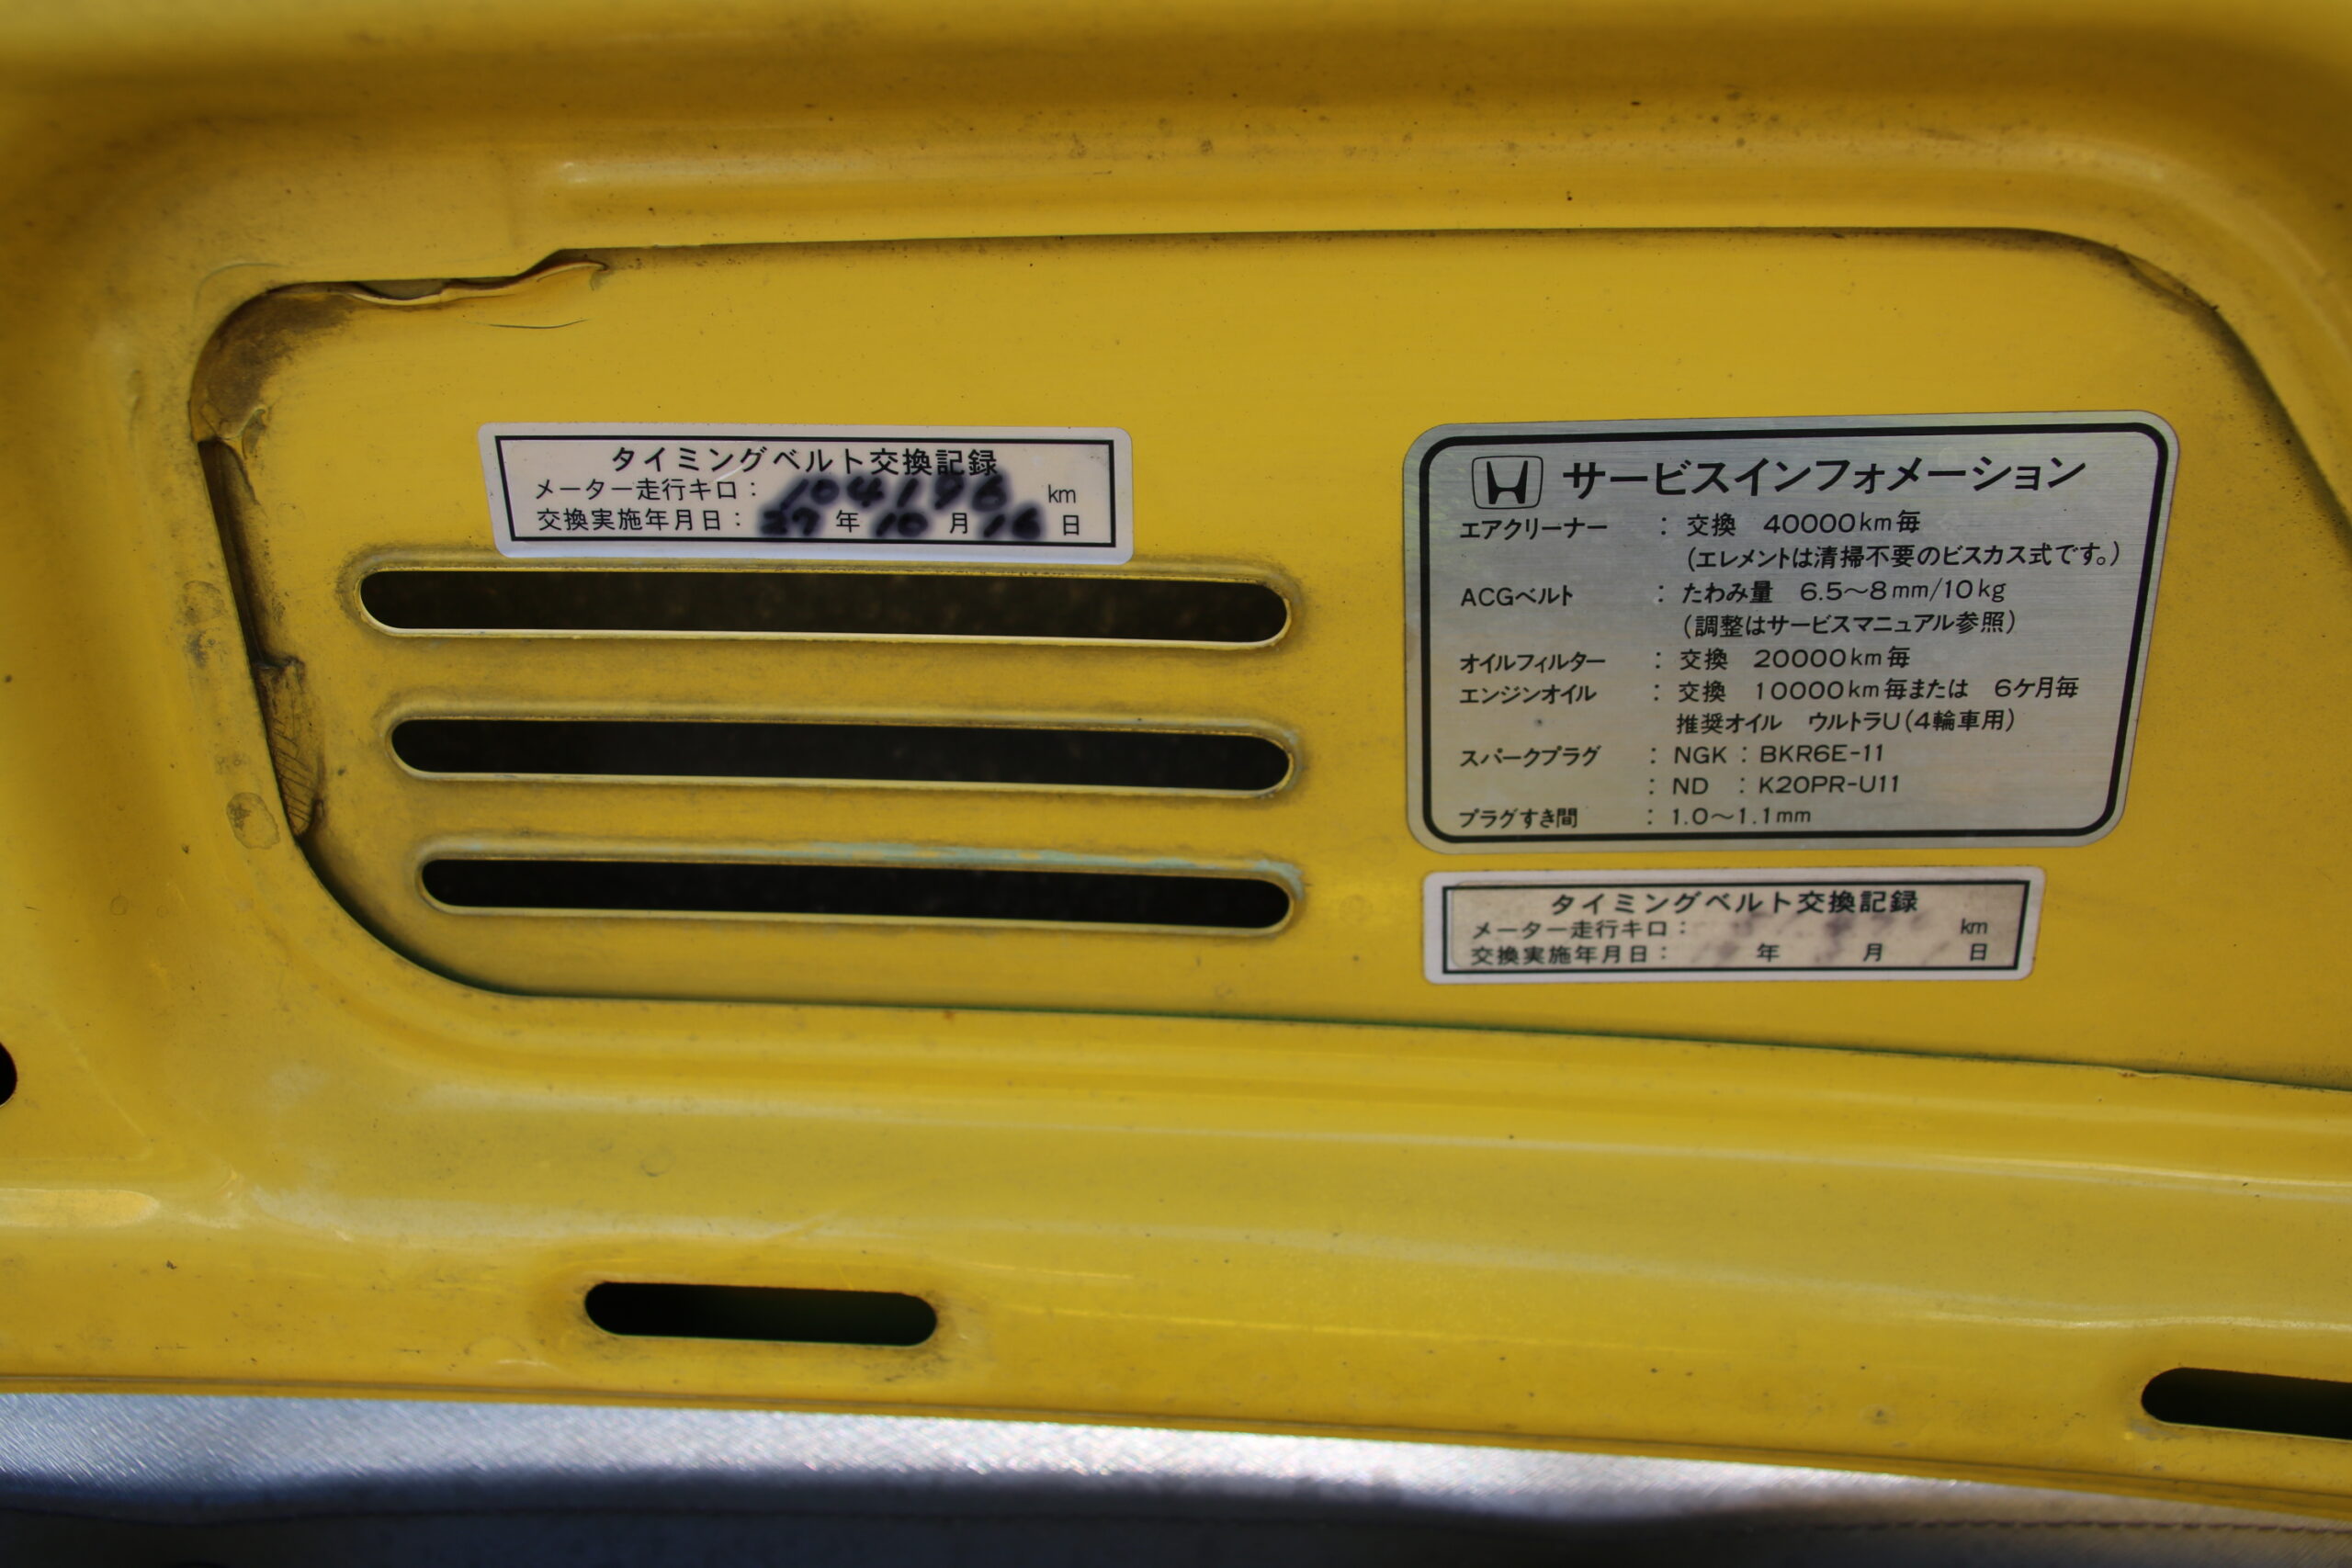 タイミングベルト交換記録
メーター走行キロ： 104196 km
交換実施年月日： 27 年 10 月 16 日
サービスインフォメーション
エアクリーナー ： 交換 40000km毎
(エレメントは清掃不要のビスカス式です。)
ACGベルト ： たわみ量 6.5〜8mm/10kg
(調整はサービスマニュアル参照)
オイルフィルター ： 交換 20000km毎
エンジンオイル ： 交換 10000km毎または 6ケ月毎
推奨オイル ウルトラU(4輪車用)
スパークプラグ ： NGK ： BKR6E-11
： ND ： K20PR-U11
プラグすき間 ： 1.0〜1.1mm
タイミングベルト交換記録
メーター走行キロ： km
交換実施年月日： 年 月 日